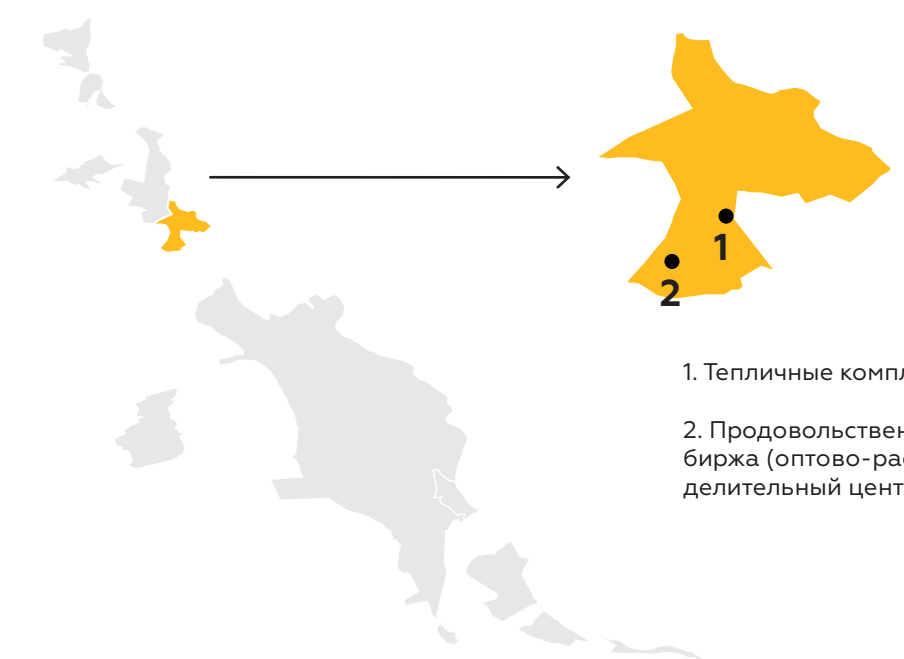 1
2
1. Тепличные компл
2. Продовольствен
биржа (оптово-рас
делительный цент